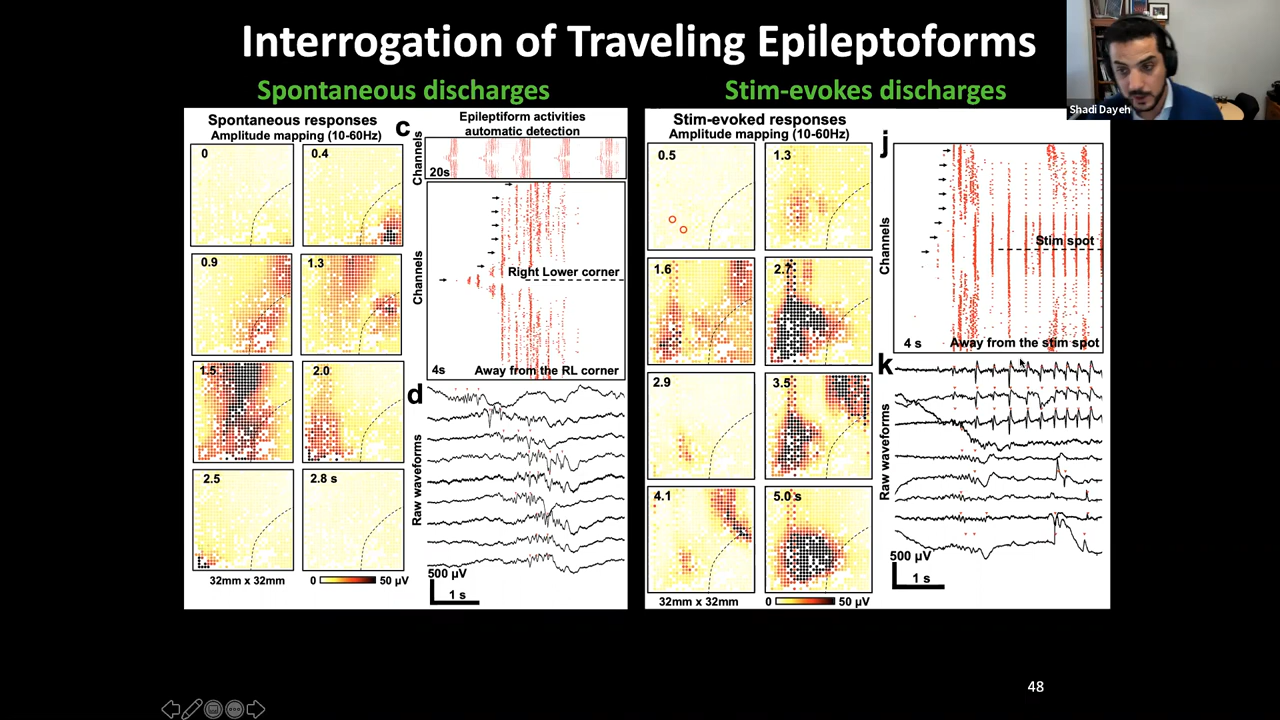 Interrogation of Traveling Epileptoforms
Shadi Dayeh
Spontaneous discharges
Stim-evokes discharges
Spontaneous responses
Amplitude mapping (10-60Hz)
0
0.4
0.9
1.3
1.5
2.0
2.5
2.8 s
32mm x 32mm
0
50 µV
c
Epileptiform activities
automatic detection
Channels
20s
Channels
Right Lower corner
4s
Away from the RL corner
d
Raw waveforms
500 µV
1 s
Stim-evoked responses
Amplitude mapping (10-60Hz)
0.5
1.3
1.6
2.7
2.9
3.5
4.1
5.0 s
32mm x 32mm
0
50 µV
j
Channels
Stim spot
4 s
Away from the stim spot
k
Raw waveforms
500 µV
1 s
48